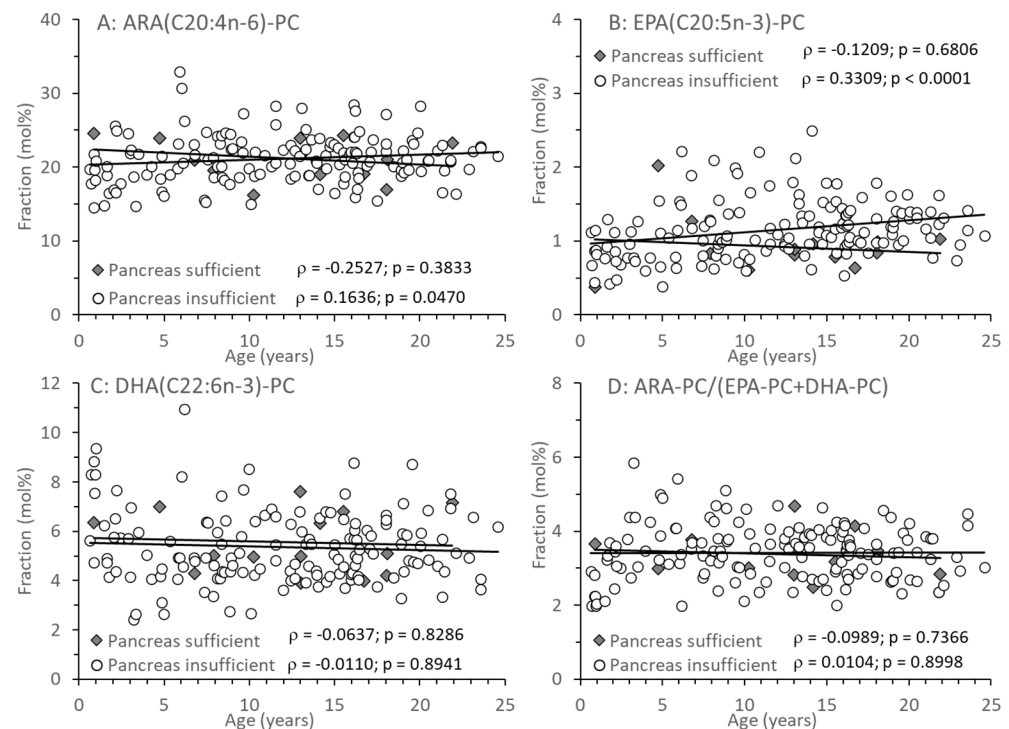 A: ARA(C20:4n-6)-PC
40
30
20
10
0
Fraction (mol%)
Pancreas sufficient ρ = -0.2527; p = 0.3833
Pancreas insufficient ρ = 0.1636; p = 0.0470
0 5 10 15 20 25
Age (years)
B: EPA(C20:5n-3)-PC
4
3
2
1
0
Fraction (mol%)
Pancreas sufficient ρ = -0.1209; p = 0.6806
Pancreas insufficient ρ = 0.3309; p < 0.0001
0 5 10 15 20 25
Age (years)
C: DHA(C22:6n-3)-PC
12
10
8
6
4
2
0
Fraction (mol%)
Pancreas sufficient ρ = -0.0637; p = 0.8286
Pancreas insufficient ρ = -0.0110; p = 0.8941
0 5 10 15 20 25
Age (years)
D: ARA-PC/(EPA-PC+DHA-PC)
8
6
4
2
0
Fraction (mol%)
Pancreas sufficient ρ = -0.0989; p = 0.7366
Pancreas insufficient ρ = 0.0104; p = 0.8998
0 5 10 15 20 25
Age (years)